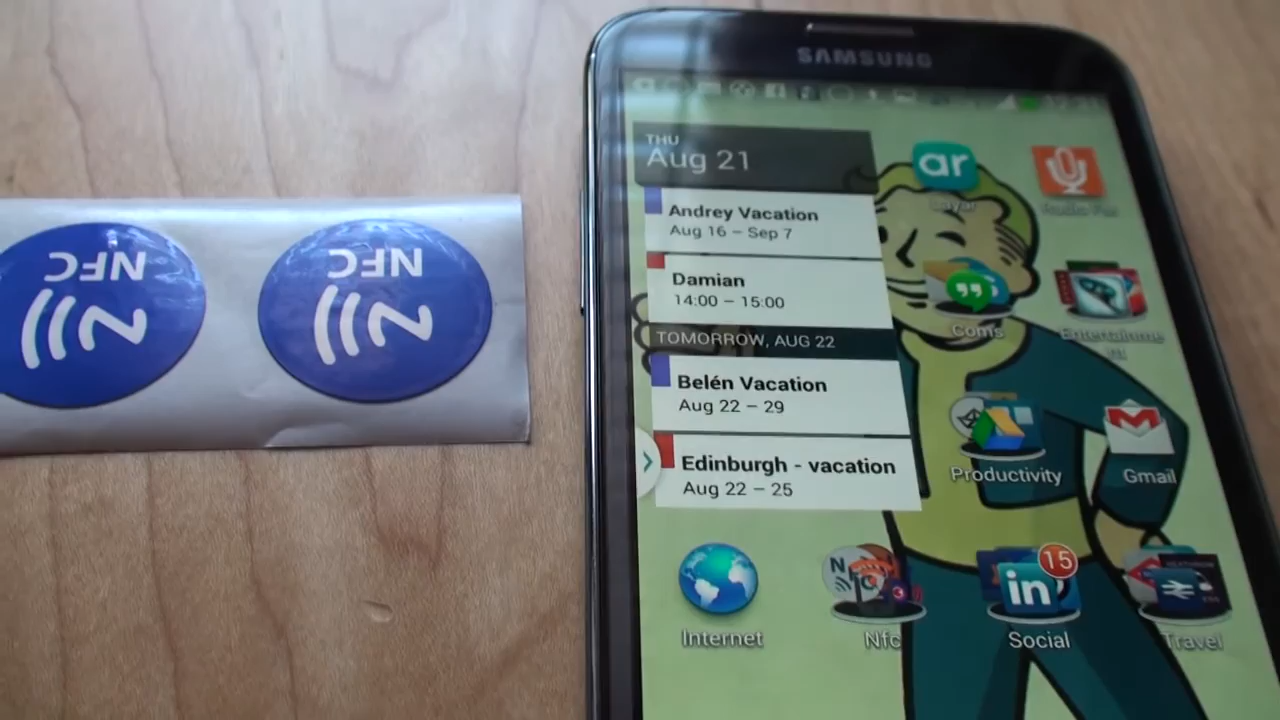 NFC
NFC
SAMSUNG
THU
Aug 21
Andrey Vacation
Aug 16 – Sep 7
Damian
14:00 – 15:00
TOMORROW, AUG 22
Belén Vacation
Aug 22 – 29
Edinburgh - vacation
Aug 22 – 25
ar
Layar
Coms
Productivity
Gmail
Internet
Nfc
in
15
Social
Travel